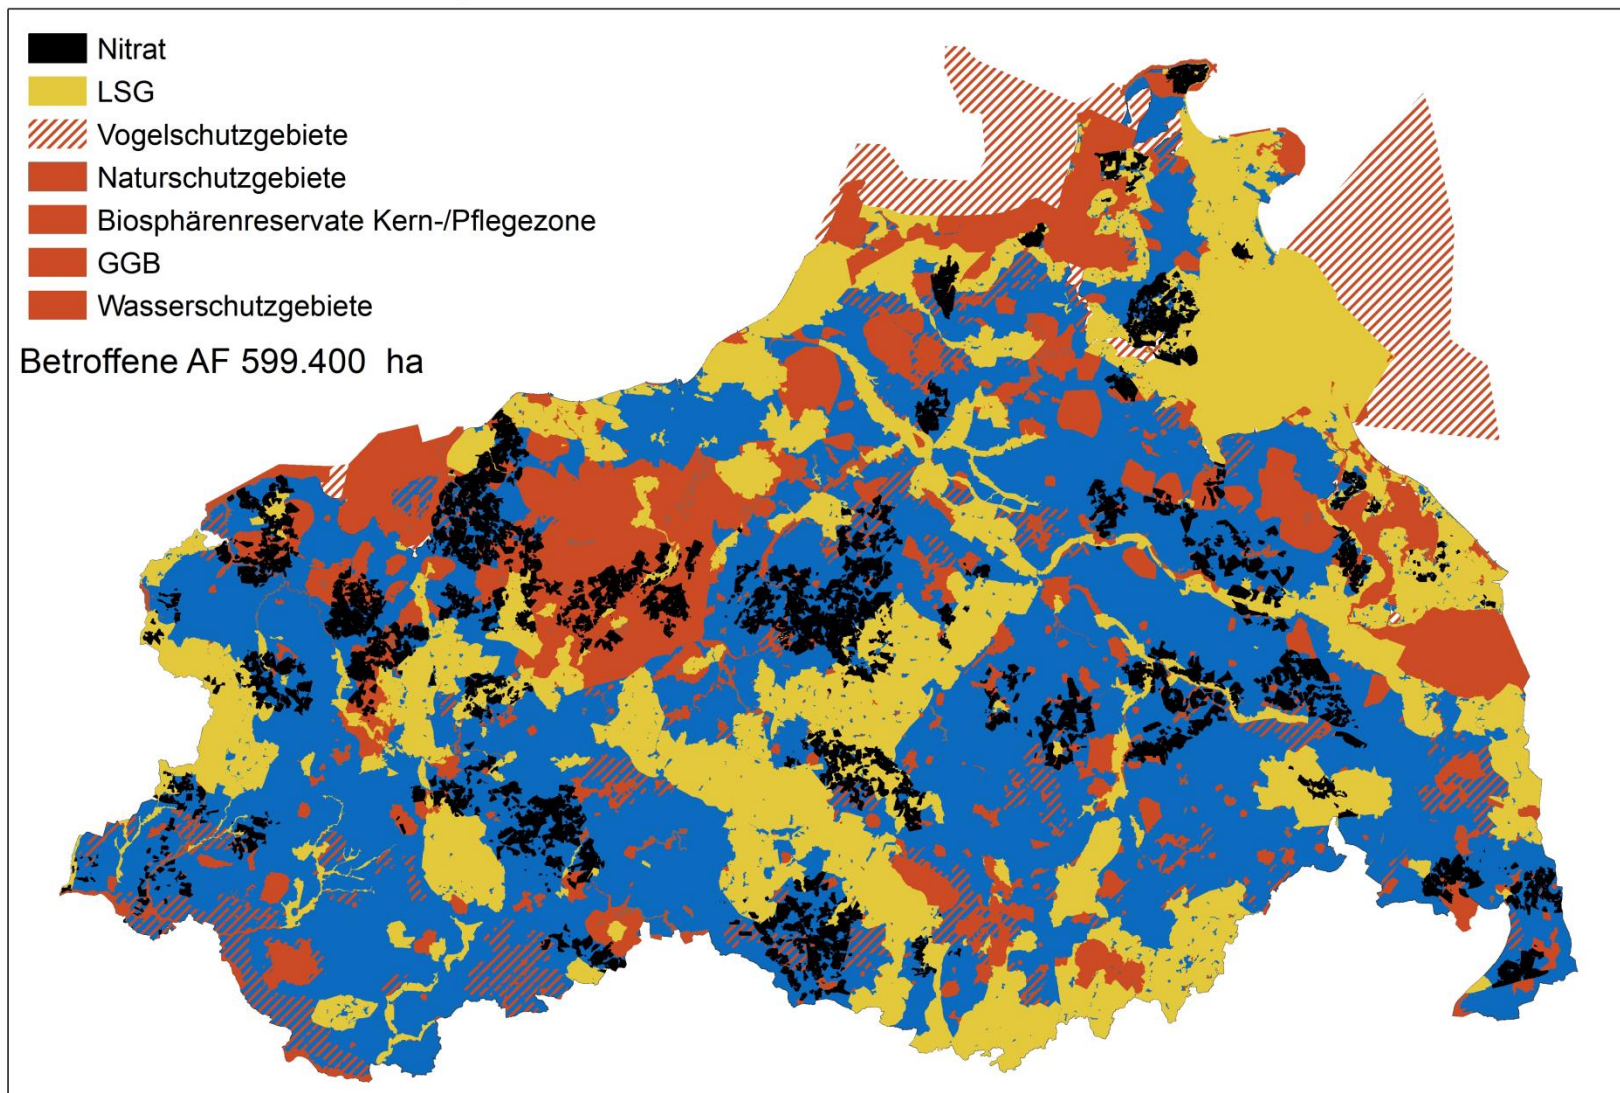 Nitrat
LSG
Vogelschutzgebiete
Naturschutzgebiete
Biosphärenreservate Kern-/Pflegezone
GGB
Wasserschutzgebiete
Betroffene AF 599.400 ha